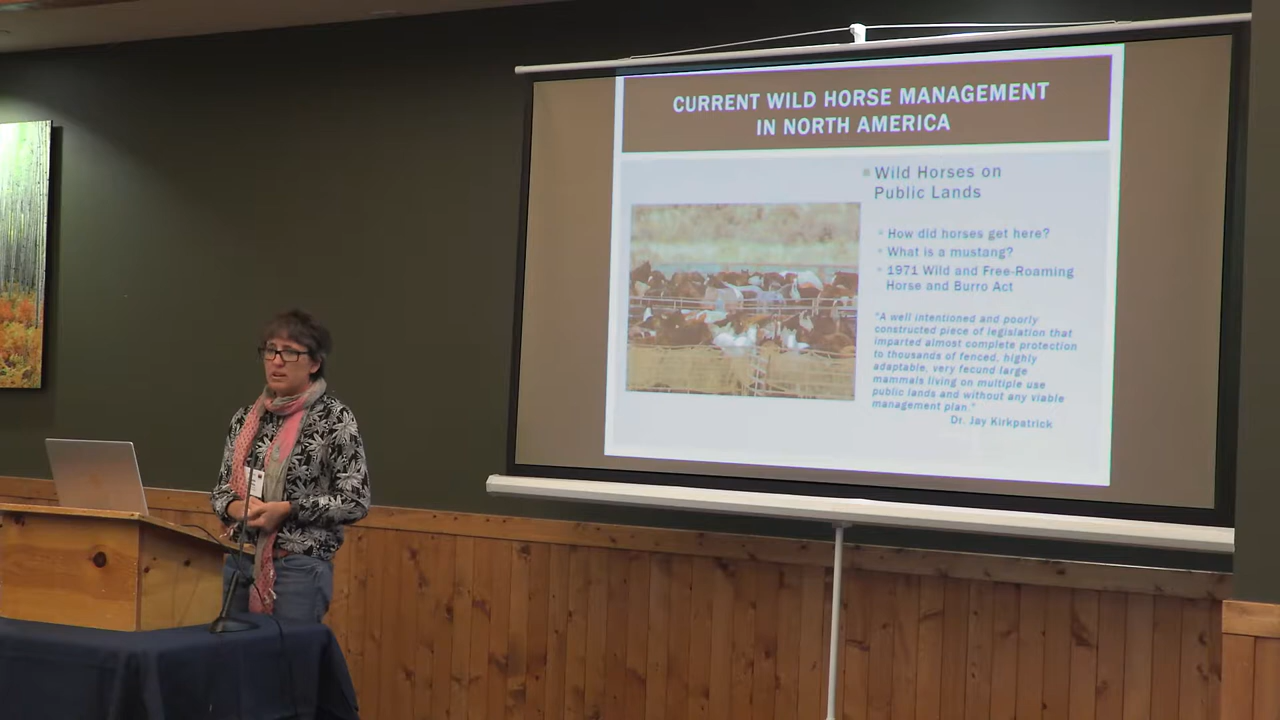 CURRENT WILD HORSE MANAGEMENT
IN NORTH AMERICA
Wild Horses on
Public Lands
How did horses get here?
What is a mustang?
1971 Wild and Free-Roaming
Horse and Burro Act
"A well intentioned and poorly
constructed piece of legislation that
imparted almost complete protection
to thousands of fenced, highly
adaptable, very fecund large
mammals living on multiple use
public lands and without any viable
management plan."
Dr. Jay Kirkpatrick